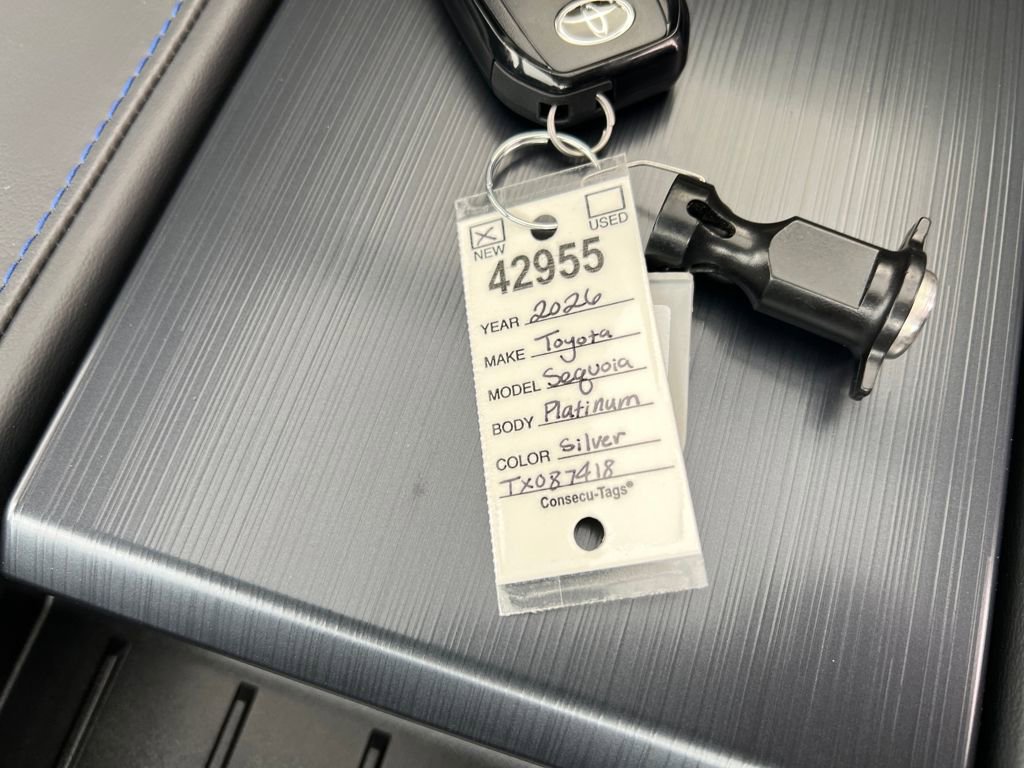 NEW
USED
42955
YEAR 2026
MAKE Toyota
MODEL Sequoia
BODY Platinum
COLOR Silver
TX087418
Consecu-Tags®